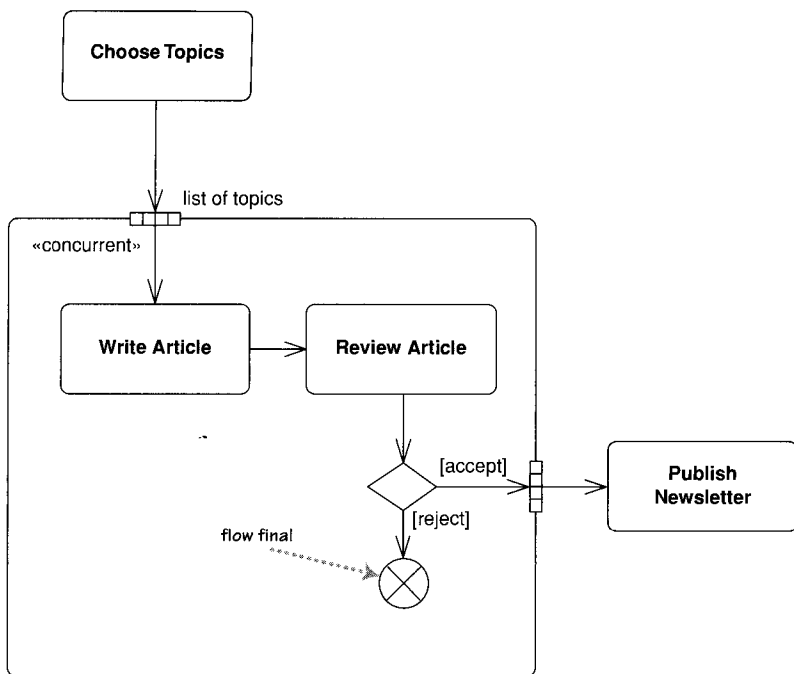 Choose Topics
list of topics
«concurrent»
Write Article
Review Article
[accept]
Publish
Newsletter
[reject]
flow final